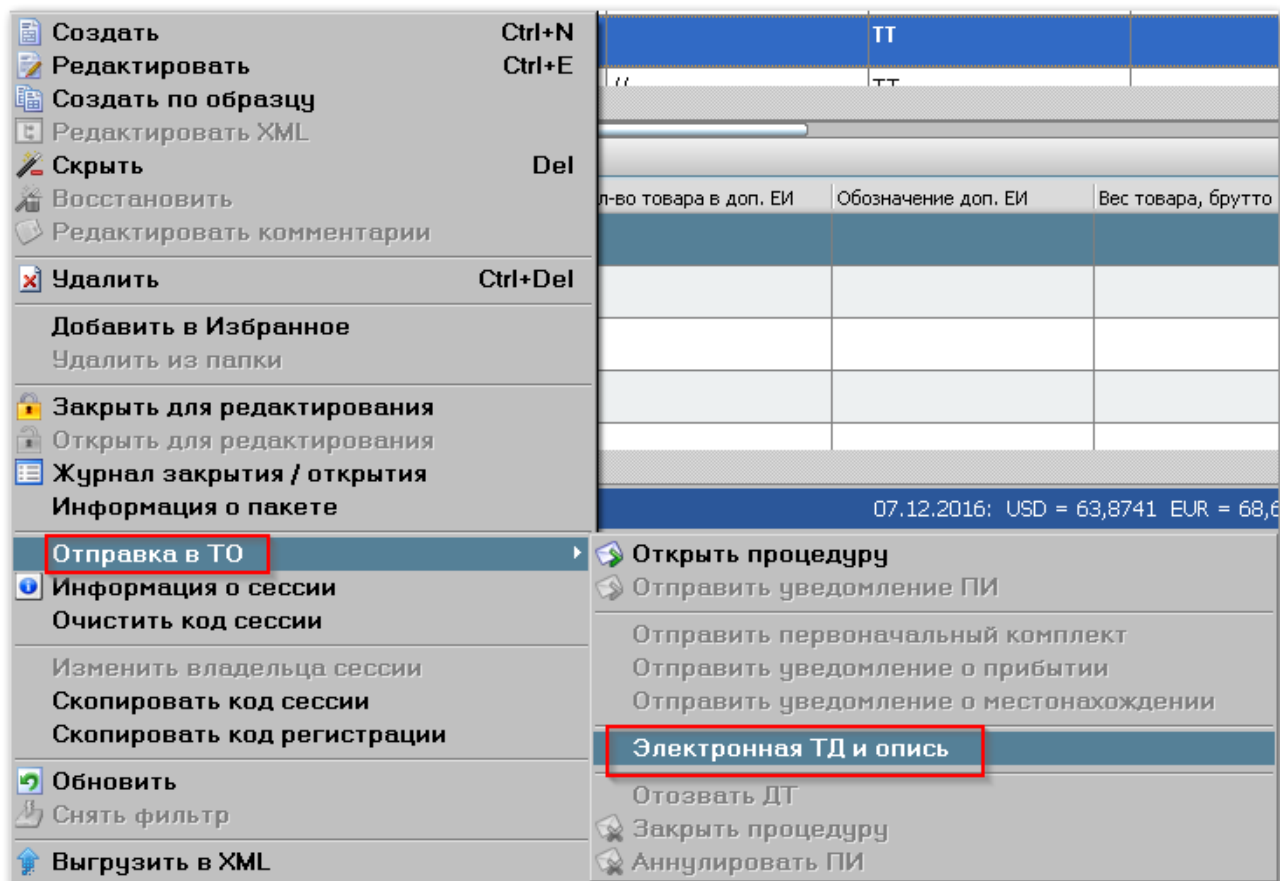 Создать Ctrl+N
Редактировать Ctrl+E
Создать по образцу
Редактировать XML
Скрыть Del
Восстановить
Редактировать комментарии
Удалить Ctrl+Del
Добавить в Избранное
Удалить из папки
Закрыть для редактирования
Открыть для редактирования
Журнал закрытия / открытия
Информация о пакете
Отправка в ТО
Информация о сессии
Очистить код сессии
Изменить владельца сессии
Скопировать код сессии
Скопировать код регистрации
Обновить
Снять фильтр
Выгрузить в XML
ТТ
// ТТ
л-во товара в доп. ЕИ Обозначение доп. ЕИ Вес товара, брутто
07.12.2016: USD = 63,8741 EUR = 68,6
Открыть процедуру
Отправить уведомление ПИ
Отправить первоначальный комплект
Отправить уведомление о прибытии
Отправить уведомление о местонахождении
Электронная ТД и опись
Отозвать ДТ
Закрыть процедуру
Аннулировать ПИ